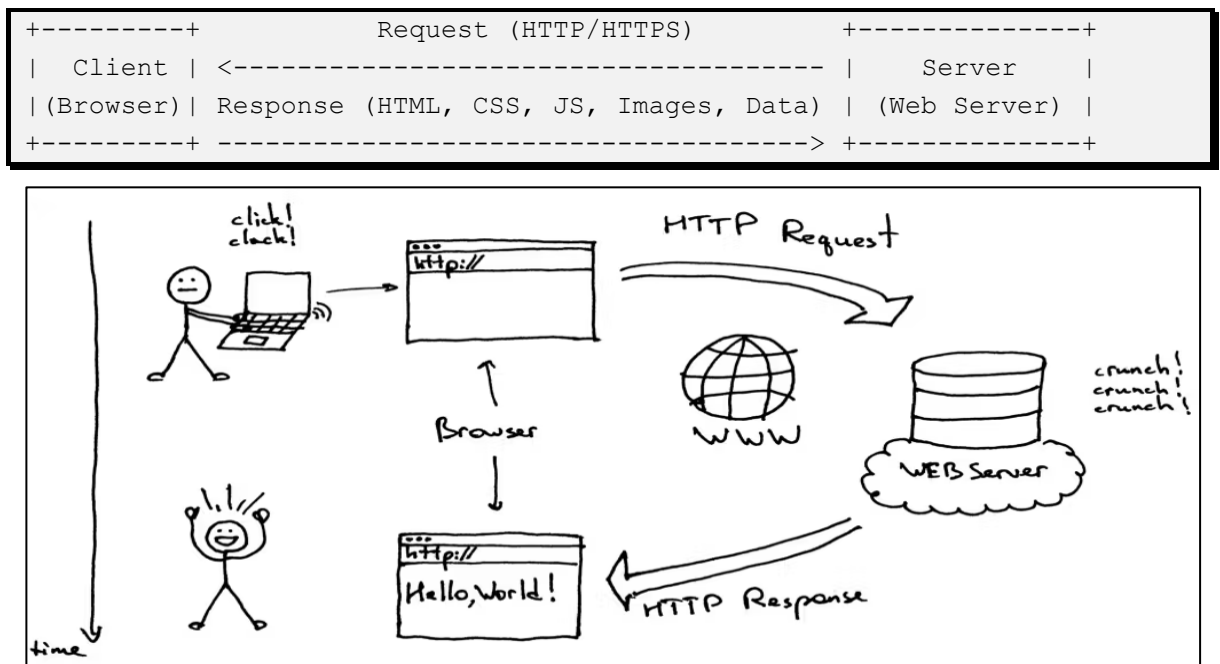 +---------+ Request (HTTP/HTTPS) +--------------+
| Client | <------------------------------------- | Server |
|(Browser)| Response (HTML, CSS, JS, Images, Data) | (Web Server) |
+---------+ -------------------------------------> +--------------+
click!
clack!
HTTP Request
http://
crunch!
crunch!
crunch!
Browser
WWW
WEB Server
http://
Hello, World!
HTTP Response
time